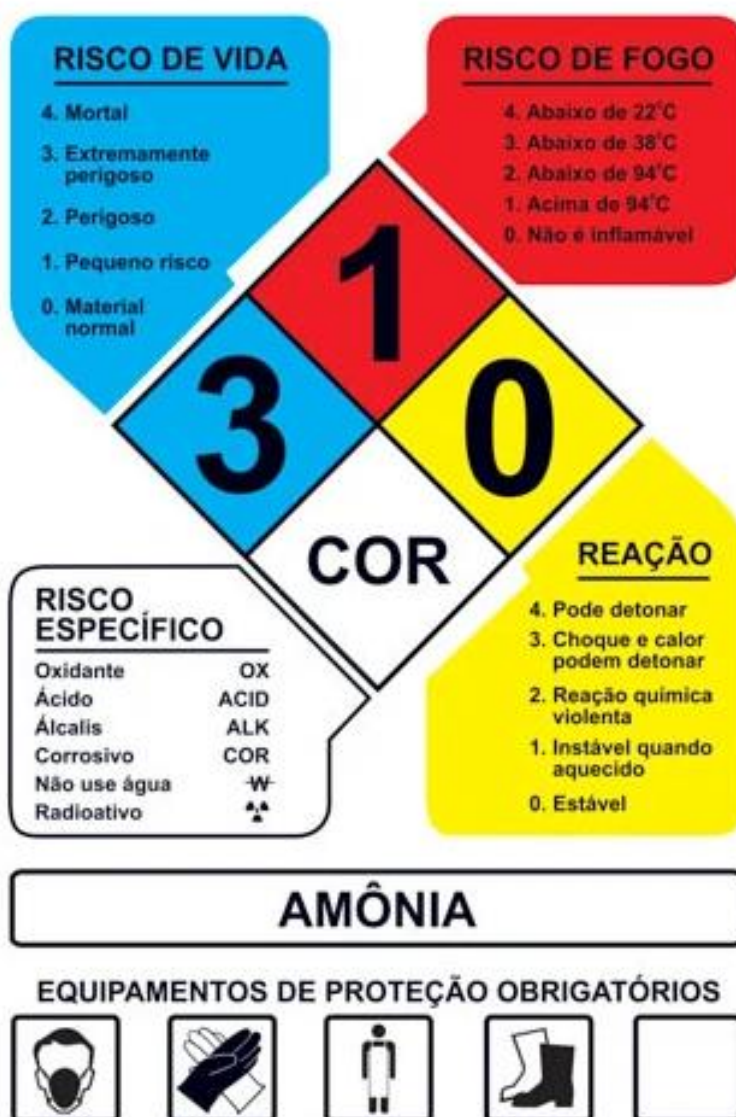 RISCO DE VIDA
4. Mortal
3. Extremamente
perigoso
2. Perigoso
1. Pequeno risco
0. Material
normal
RISCO DE FOGO
4. Abaixo de 22°C
3. Abaixo de 38°C
2. Abaixo de 94°C
1. Acima de 94°C
0. Não é inflamável
1
3
0
COR
RISCO
ESPECÍFICO
Oxidante OX
Ácido ACID
Álcalis ALK
Corrosivo COR
Não use água W
Radioativo
REAÇÃO
4. Pode detonar
3. Choque e calor
podem detonar
2. Reação química
violenta
1. Instável quando
aquecido
0. Estável
AMÔNIA
EQUIPAMENTOS DE PROTEÇÃO OBRIGATÓRIOS